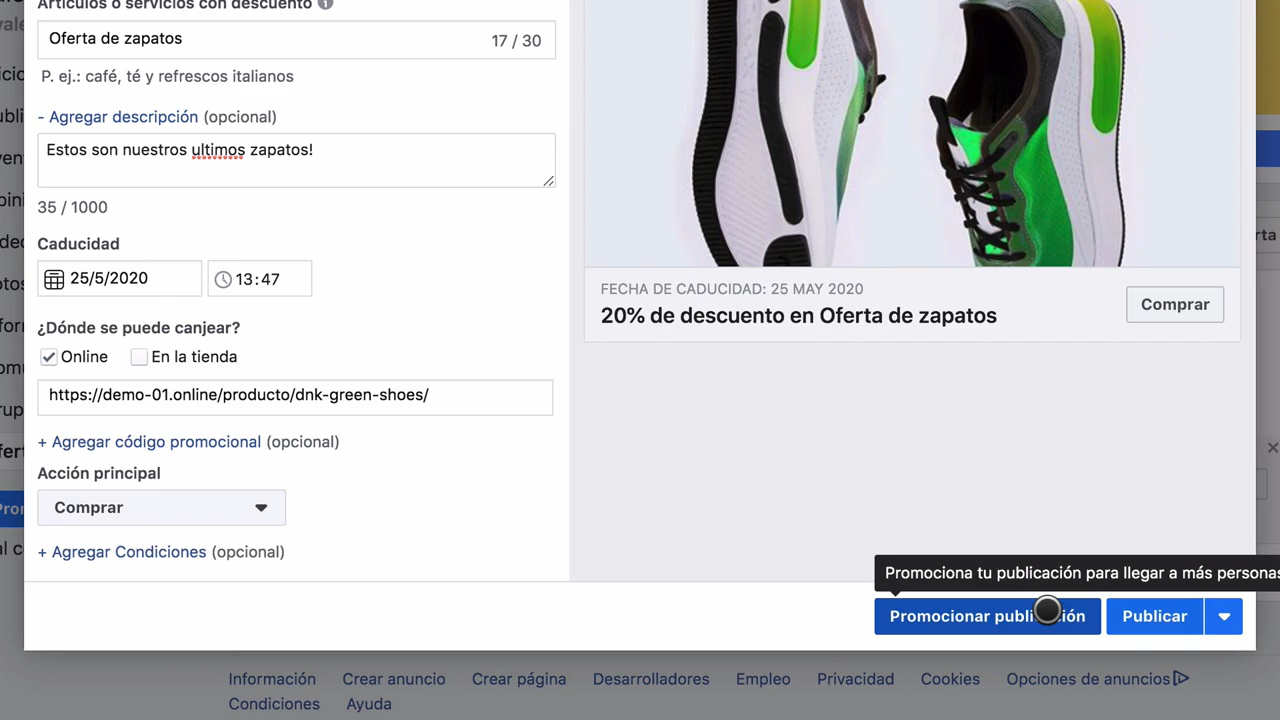 Artículos o servicios con descuento
Oferta de zapatos
17 / 30
P. ej.: café, té y refrescos italianos
- Agregar descripción (opcional)
Estos son nuestros ultimos zapatos!
35 / 1000
Caducidad
25/5/2020
13:47
¿Dónde se puede canjear?
Online
En la tienda
https://demo-01.online/producto/dnk-green-shoes/
+ Agregar código promocional (opcional)
Acción principal
Comprar
+ Agregar Condiciones (opcional)
FECHA DE CADUCIDAD: 25 MAY 2020
20% de descuento en Oferta de zapatos
Comprar
Promociona tu publicación para llegar a más personas
Promocionar publicación
Publicar
Información
Crear anuncio
Crear página
Desarrolladores
Empleo
Privacidad
Cookies
Opciones de anuncios
Condiciones
Ayuda